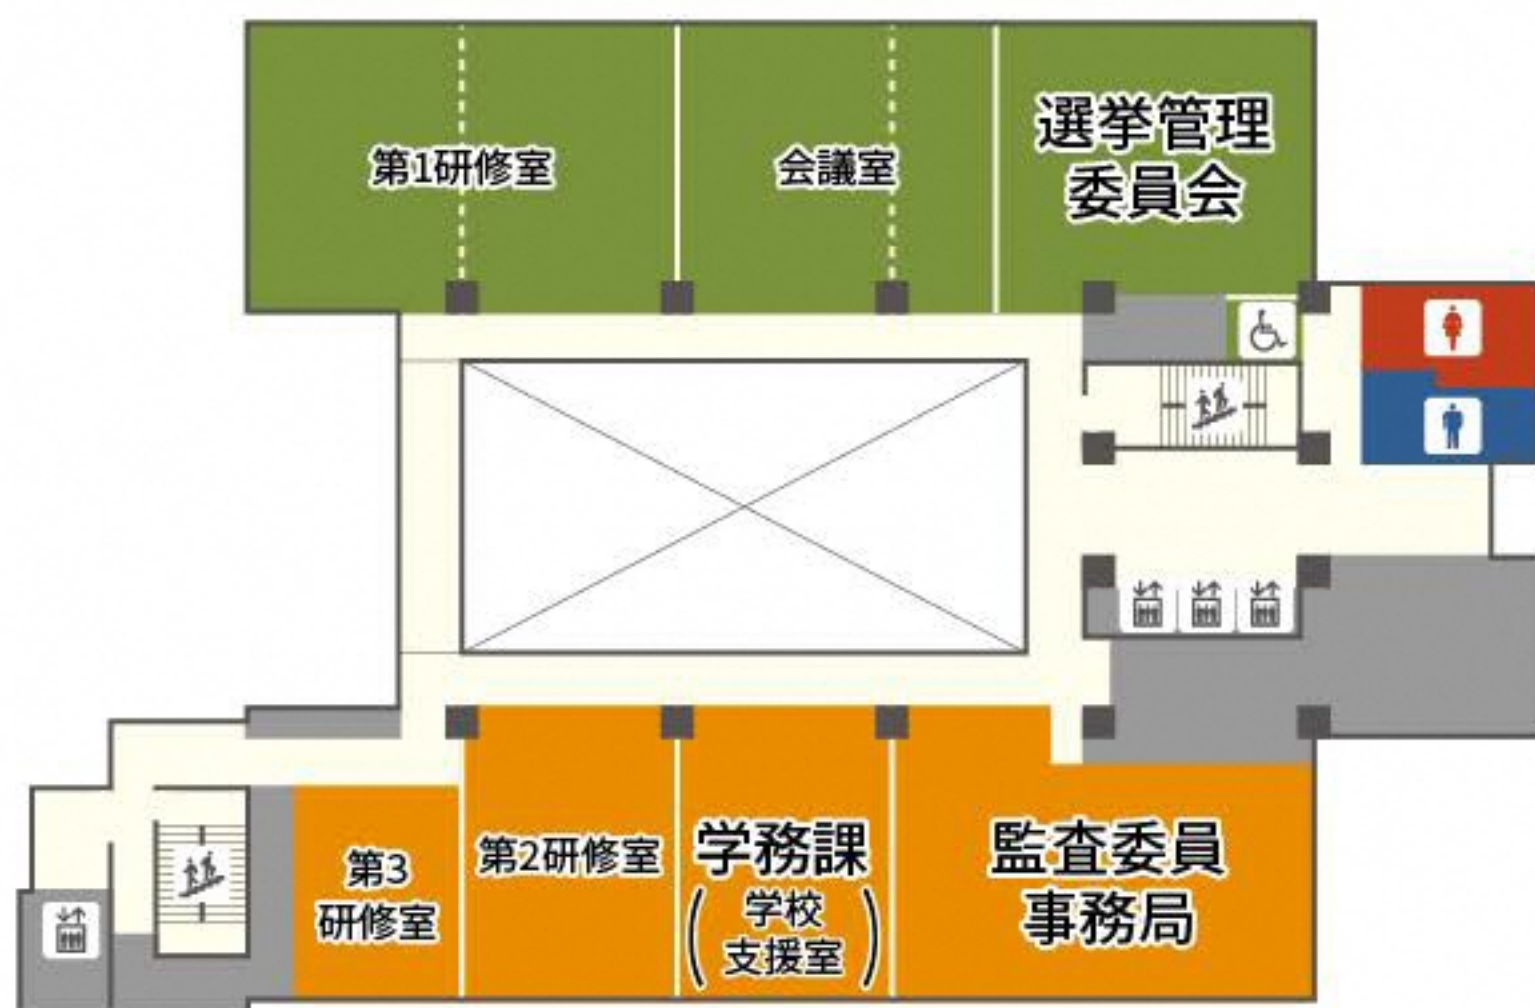 第1研修室
会議室
選挙管理
委員会
第3
研修室
第2研修室
学務課
(学校
支援室)
監査委員
事務局